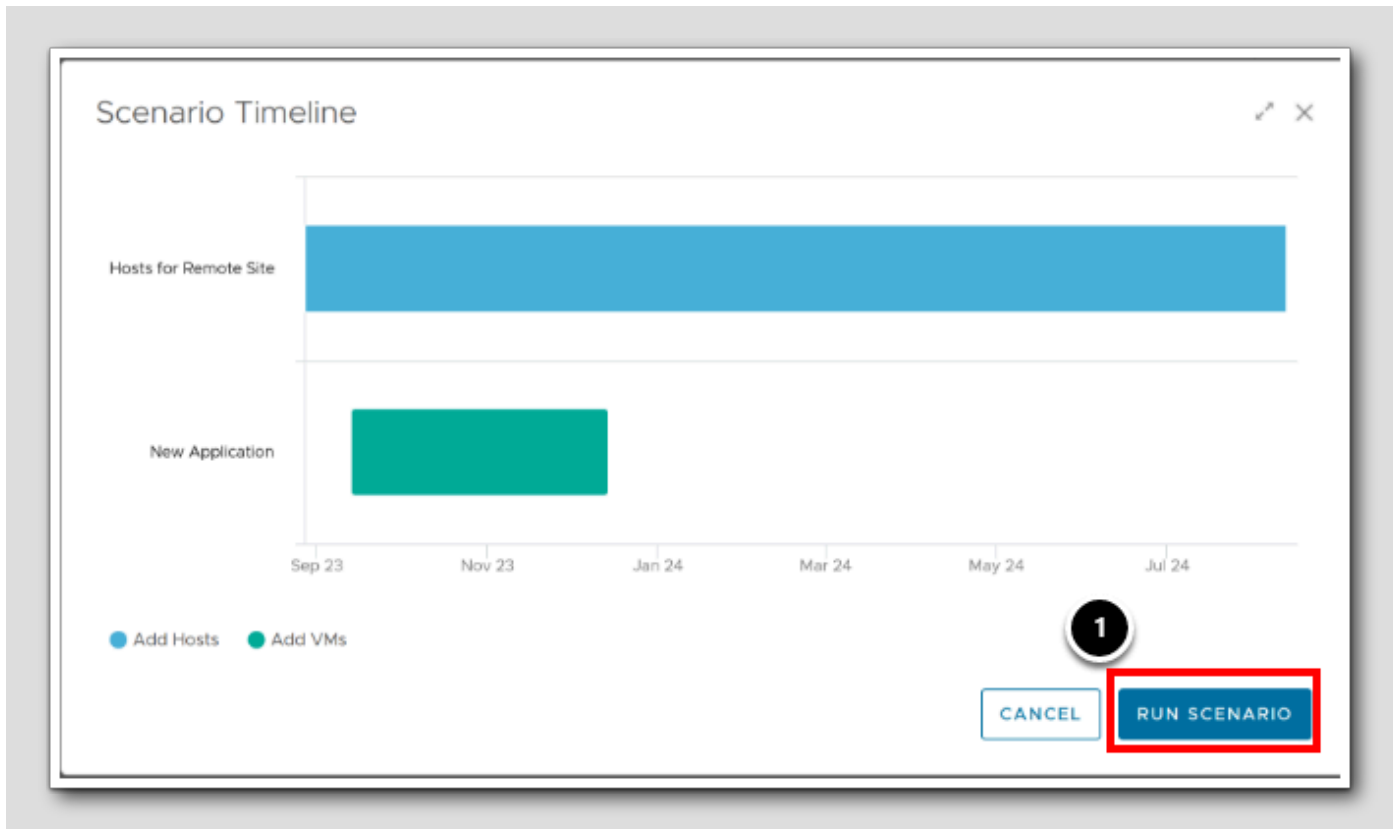 Scenario Timeline
Hosts for Remote Site
New Application
Sep 23 Nov 23 Jan 24 Mar 24 May 24 Jul 24
Add Hosts Add VMs
1
CANCEL RUN SCENARIO